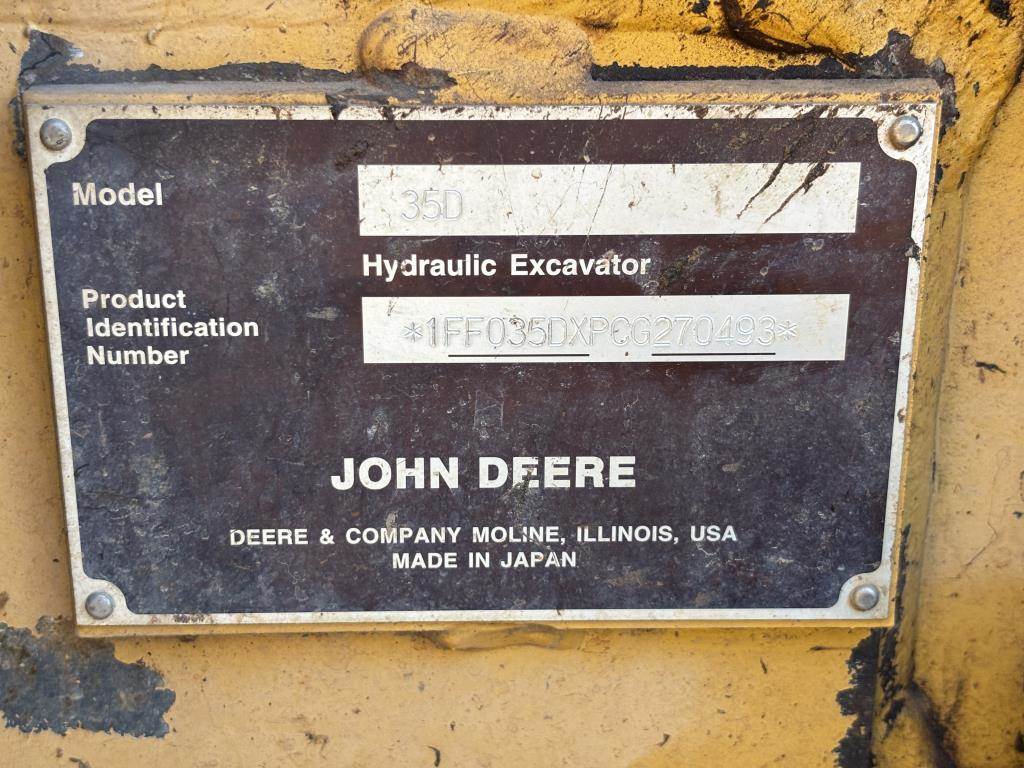 Model
35D
Hydraulic Excavator
Product
Identification
Number
*1FF035DXPCG270493*
JOHN DEERE
DEERE & COMPANY MOLINE, ILLINOIS, USA
MADE IN JAPAN